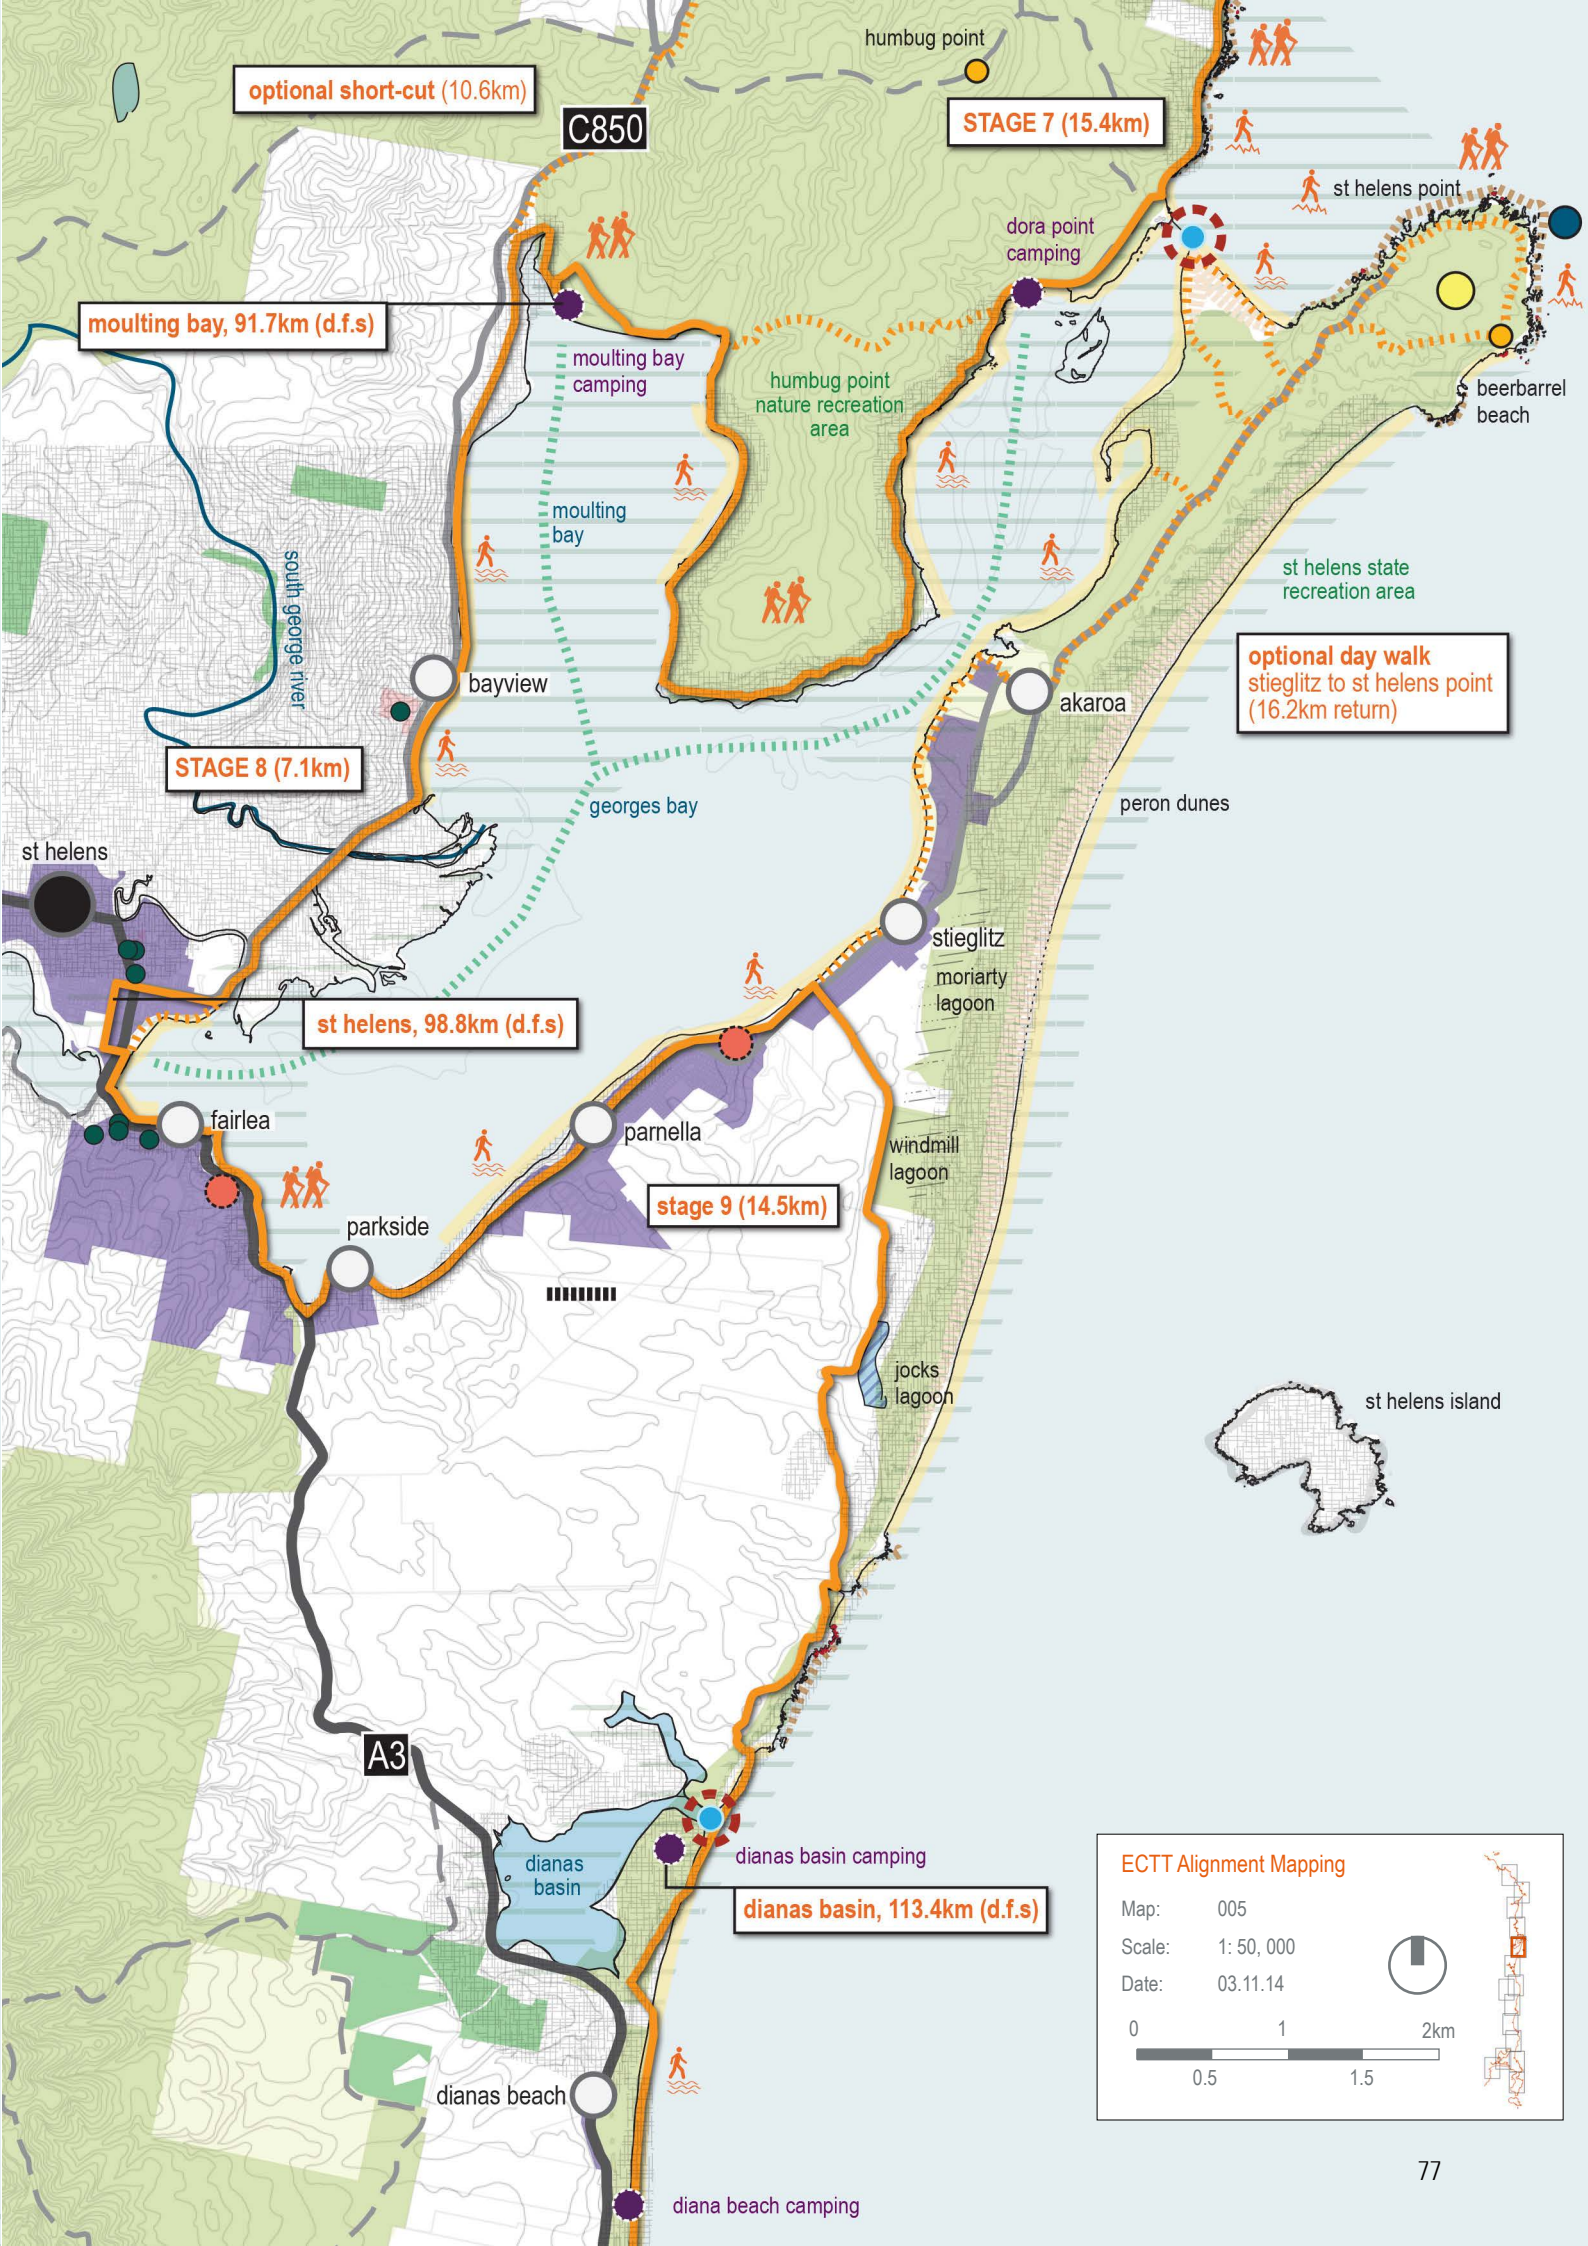 humbug point
optional short-cut (10.6km)
C850
STAGE 7 (15.4km)
st helens point
dora point
camping
moulting bay, 91.7km (d.f.s)
moulting bay
camping
humbug point
nature recreation
area
beerbarrel
beach
moulting
bay
south george river
st helens state
recreation area
optional day walk
stieglitz to st helens point
(16.2km return)
bayview
akaroa
STAGE 8 (7.1km)
georges bay
peron dunes
st helens
stieglitz
moriarty
lagoon
st helens, 98.8km (d.f.s)
fairlea
parnella
windmill
lagoon
stage 9 (14.5km)
parkside
jocks
lagoon
st helens island
A3
dianas
basin
dianas basin camping
dianas basin, 113.4km (d.f.s)
ECTT Alignment Mapping
Map: 005
Scale: 1: 50, 000
Date: 03.11.14
0 1 2km
0.5 1.5
dianas beach
77
diana beach camping